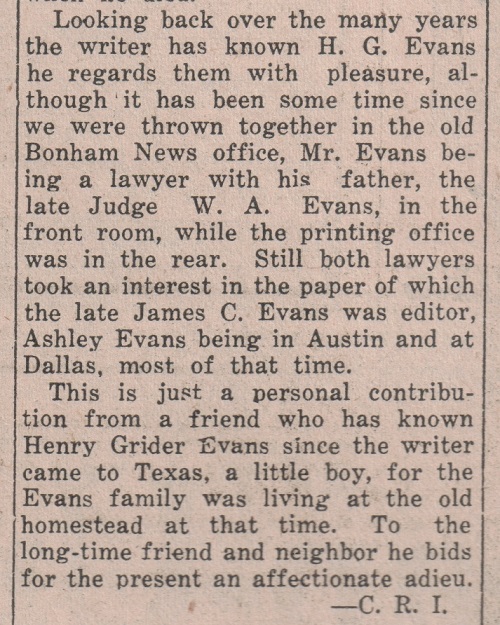 Looking back over the many years
the writer has known H. G. Evans
he regards them with pleasure, al-
though it has been some time since
we were thrown together in the old
Bonham News office, Mr. Evans be-
ing a lawyer with his father, the
late Judge W. A. Evans, in the
front room, while the printing office
was in the rear. Still both lawyers
took an interest in the paper of which
the late James C. Evans was editor,
Ashley Evans being in Austin and at
Dallas, most of that time.
This is just a personal contribu-
tion from a friend who has known
Henry Grider Evans since the writer
came to Texas, a little boy, for the
Evans family was living at the old
homestead at that time. To the
long-time friend and neighbor he bids
for the present an affectionate adieu.
—C. R. I.